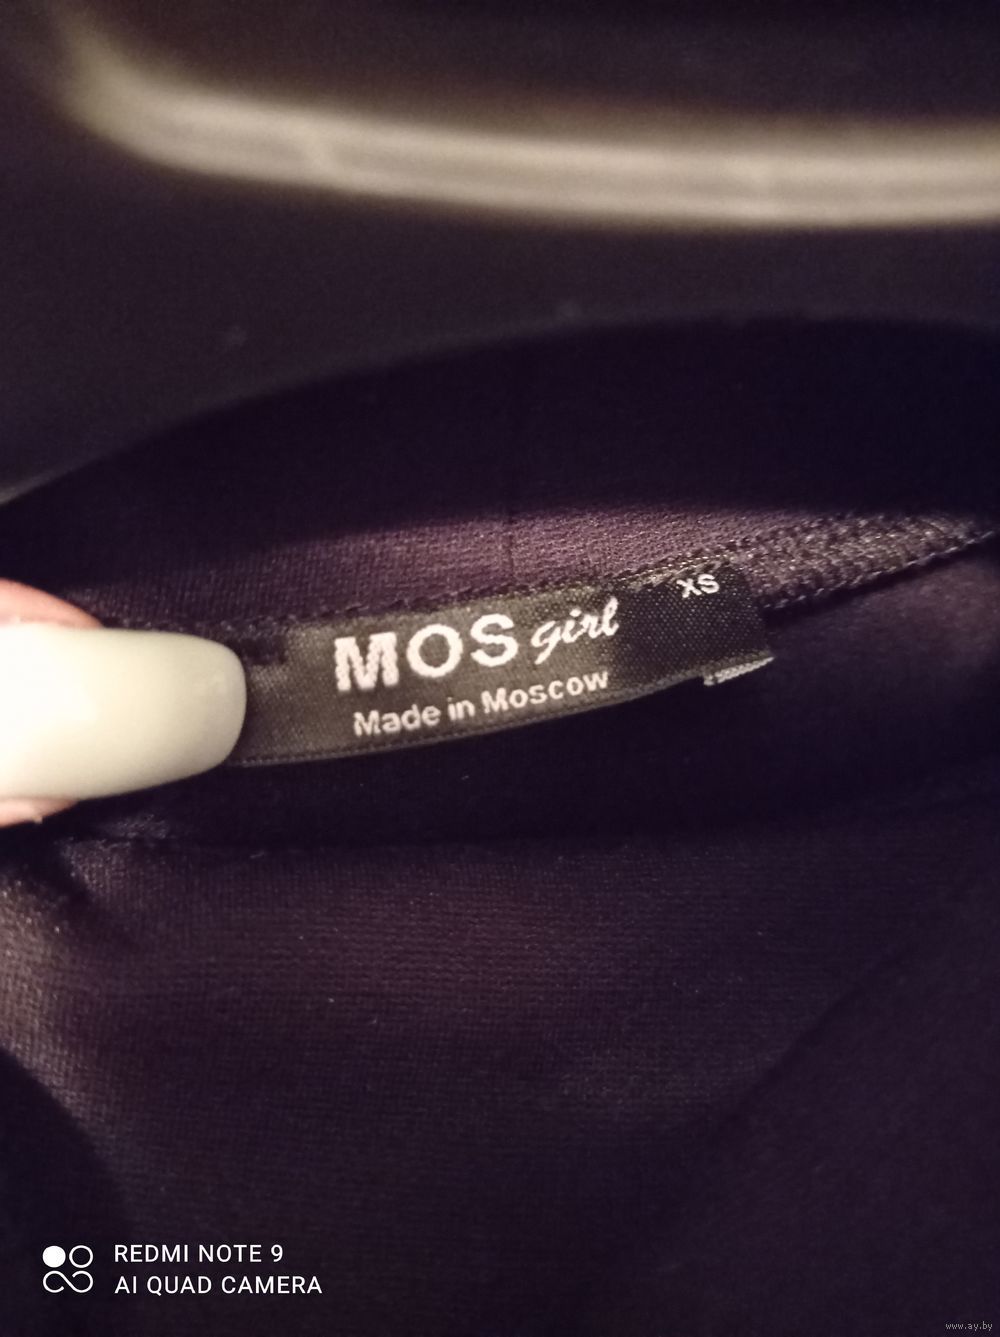 XS
MOS girl
Made in Moscow
REDMI NOTE 9
AI QUAD CAMERA
www.ay.by